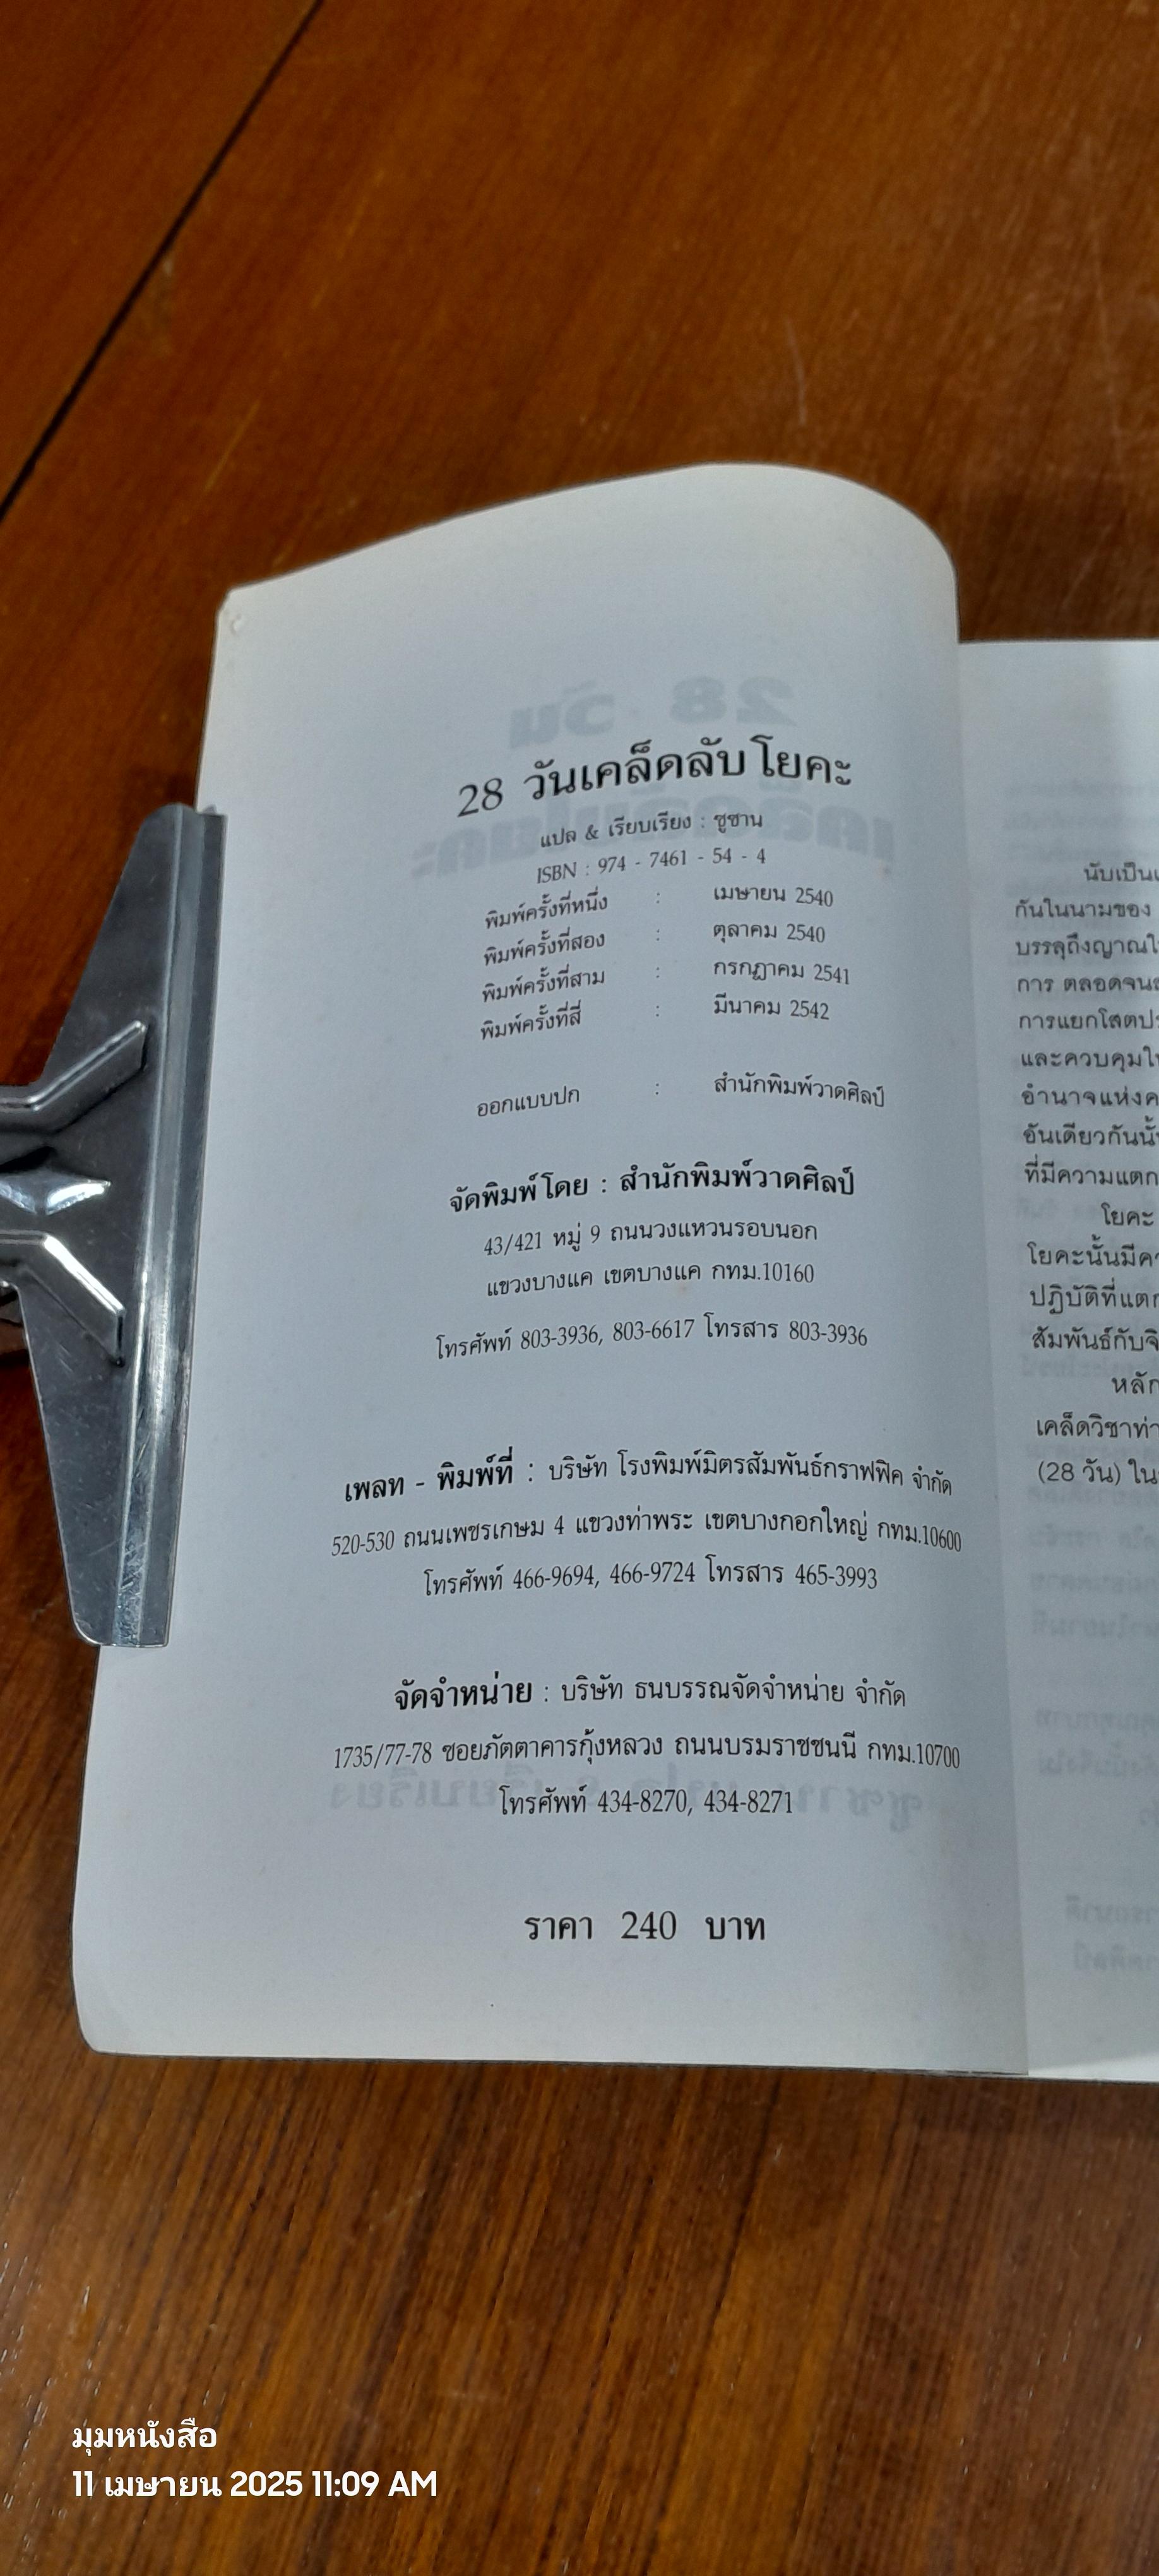 28 วันเคล็ดลับโยคะ
แปล & เรียบเรียง : ซูซาน
ISBN : 974 - 7461 - 54 - 4
พิมพ์ครั้งที่หนึ่ง : เมษายน 2540
พิมพ์ครั้งที่สอง : ตุลาคม 2540
พิมพ์ครั้งที่สาม : กรกฎาคม 2541
พิมพ์ครั้งที่สี่ : มีนาคม 2542
ออกแบบปก : สำนักพิมพ์วาดศิลป์
จัดพิมพ์โดย : สำนักพิมพ์วาดศิลป์
43/421 หมู่ 9 ถนนวงแหวนรอบนอก
แขวงบางแค เขตบางแค กทม.10160
โทรศัพท์ 803-3936, 803-6617 โทรสาร 803-3936
เพลท - พิมพ์ที่ : บริษัท โรงพิมพ์มิตรสัมพันธ์กราฟฟิค จำกัด
520-530 ถนนเพชรเกษม 4 แขวงท่าพระ เขตบางกอกใหญ่ กทม.10600
โทรศัพท์ 466-9694, 466-9724 โทรสาร 465-3993
จัดจำหน่าย : บริษัท ธนบรรณจัดจำหน่าย จำกัด
1735/77-78 ซอยภัตตาคารกุ้งหลวง ถนนบรมราชชนนี กทม.10700
โทรศัพท์ 434-8270, 434-8271
ราคา 240 บาท
นับเป็น
กันในนามของ
บรรลุถึงญาณ
การ ตลอดจน
การแยกโสต
และควบคุม
อำนาจแห่ง
อันเดียวกันนั้
ที่มีความแตก
โยคะ
โยคะนั้นมี
ปฏิบัติที่แตก
สัมพันธ์กับ
หลัก
เคล็ดวิชาท่า
(28 วัน) ใน
มุมหนังสือ
11 เมษายน 2025 11:09 AM